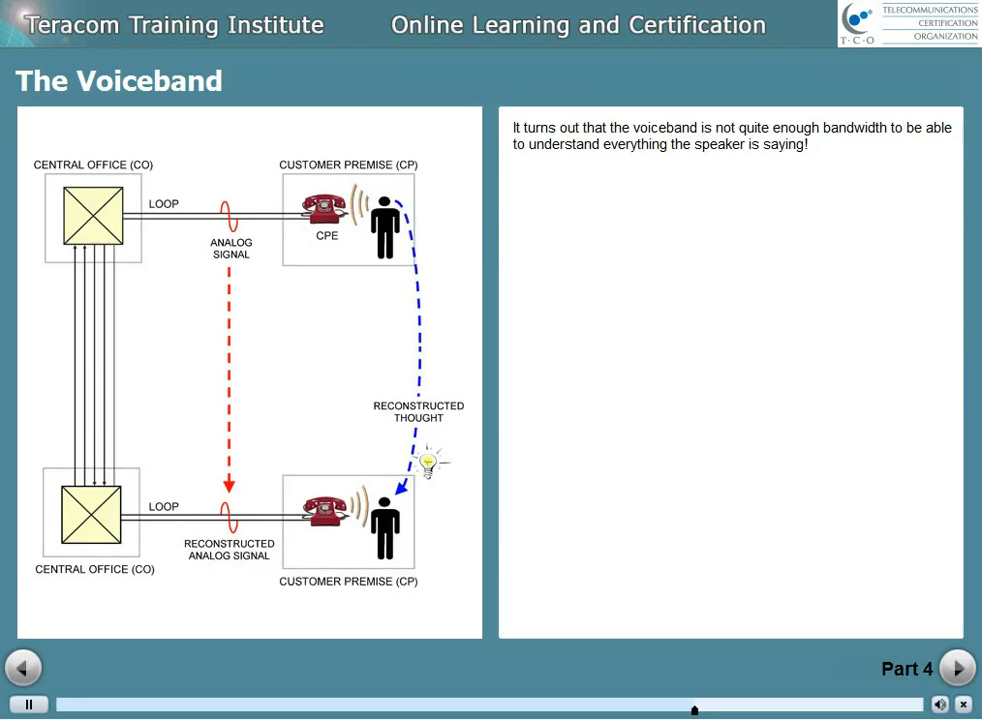 Teracom Training Institute
Online Learning and Certification
TELECOMMUNICATIONS
CERTIFICATION
ORGANIZATION
T·C·O
The Voiceband
CENTRAL OFFICE (CO)
CUSTOMER PREMISE (CP)
LOOP
CPE
ANALOG
SIGNAL
RECONSTRUCTED
THOUGHT
LOOP
RECONSTRUCTED
ANALOG SIGNAL
CENTRAL OFFICE (CO)
CUSTOMER PREMISE (CP)
It turns out that the voiceband is not quite enough bandwidth to be able
to understand everything the speaker is saying!
Part 4